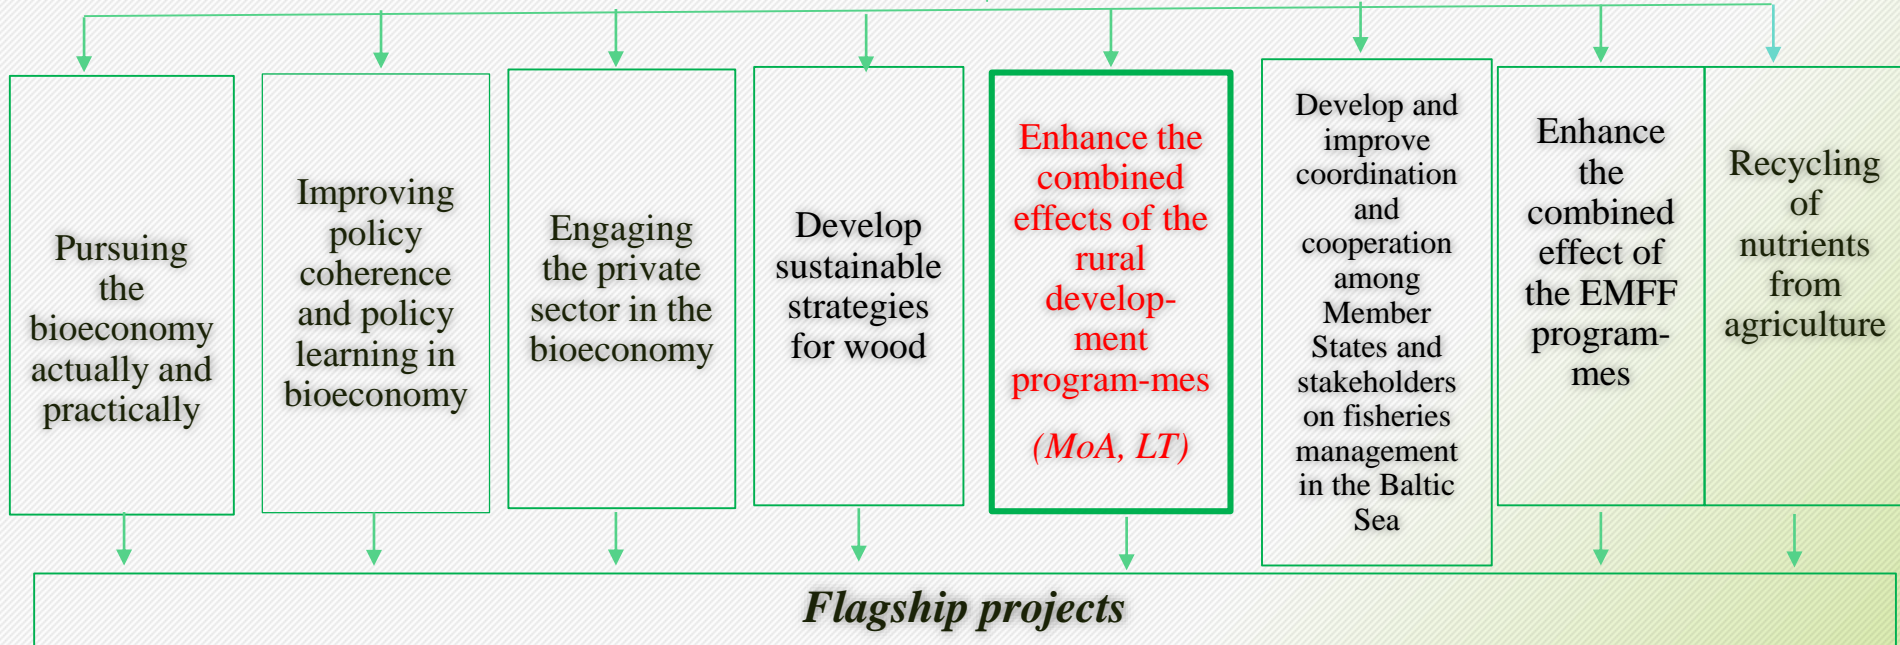 Pursuing
the
bioeconomy
actually and
practically
Improving
policy
coherence
and policy
learning in
bioeconomy
Engaging
the private
sector in the
bioeconomy
Develop
sustainable
strategies
for wood
Enhance the
combined
effects of the
rural
develop-
ment
program-mes
(MoA, LT)
Develop and
improve
coordination
and
cooperation
among
Member
States and
stakeholders
on fisheries
management
in the Baltic
Sea
Enhance
the
combined
effect of
the EMFF
program-
mes
Recycling
of
nutrients
from
agriculture
Flagship projects